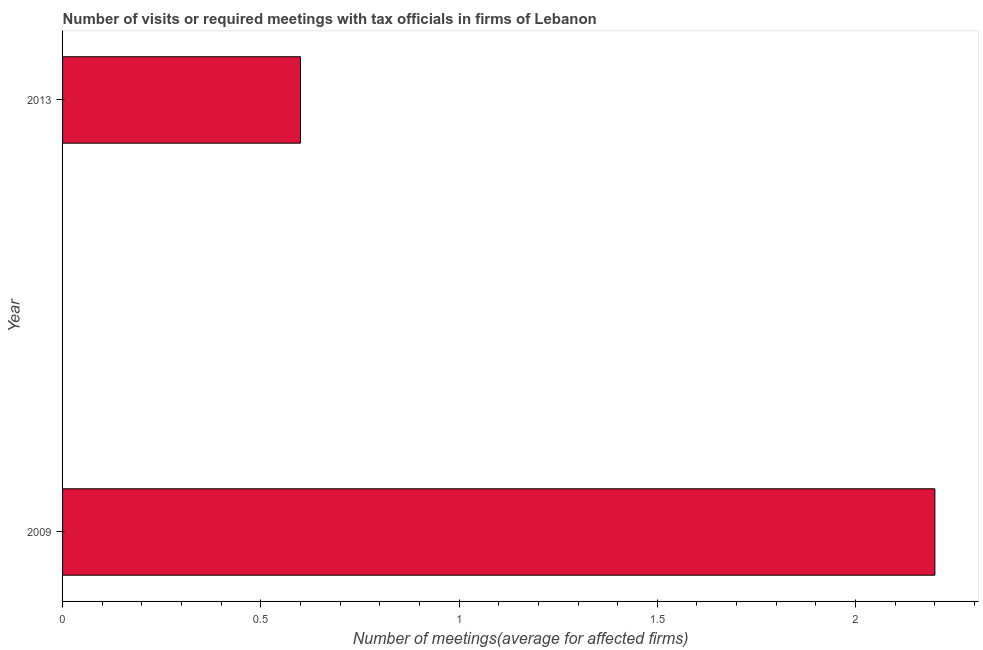 Number of visits or required meetings with tax officials in firms of Lebanon
2013
Year
2009
0
0.5
1
1.5
2
Number of meetings(average for affected firms)